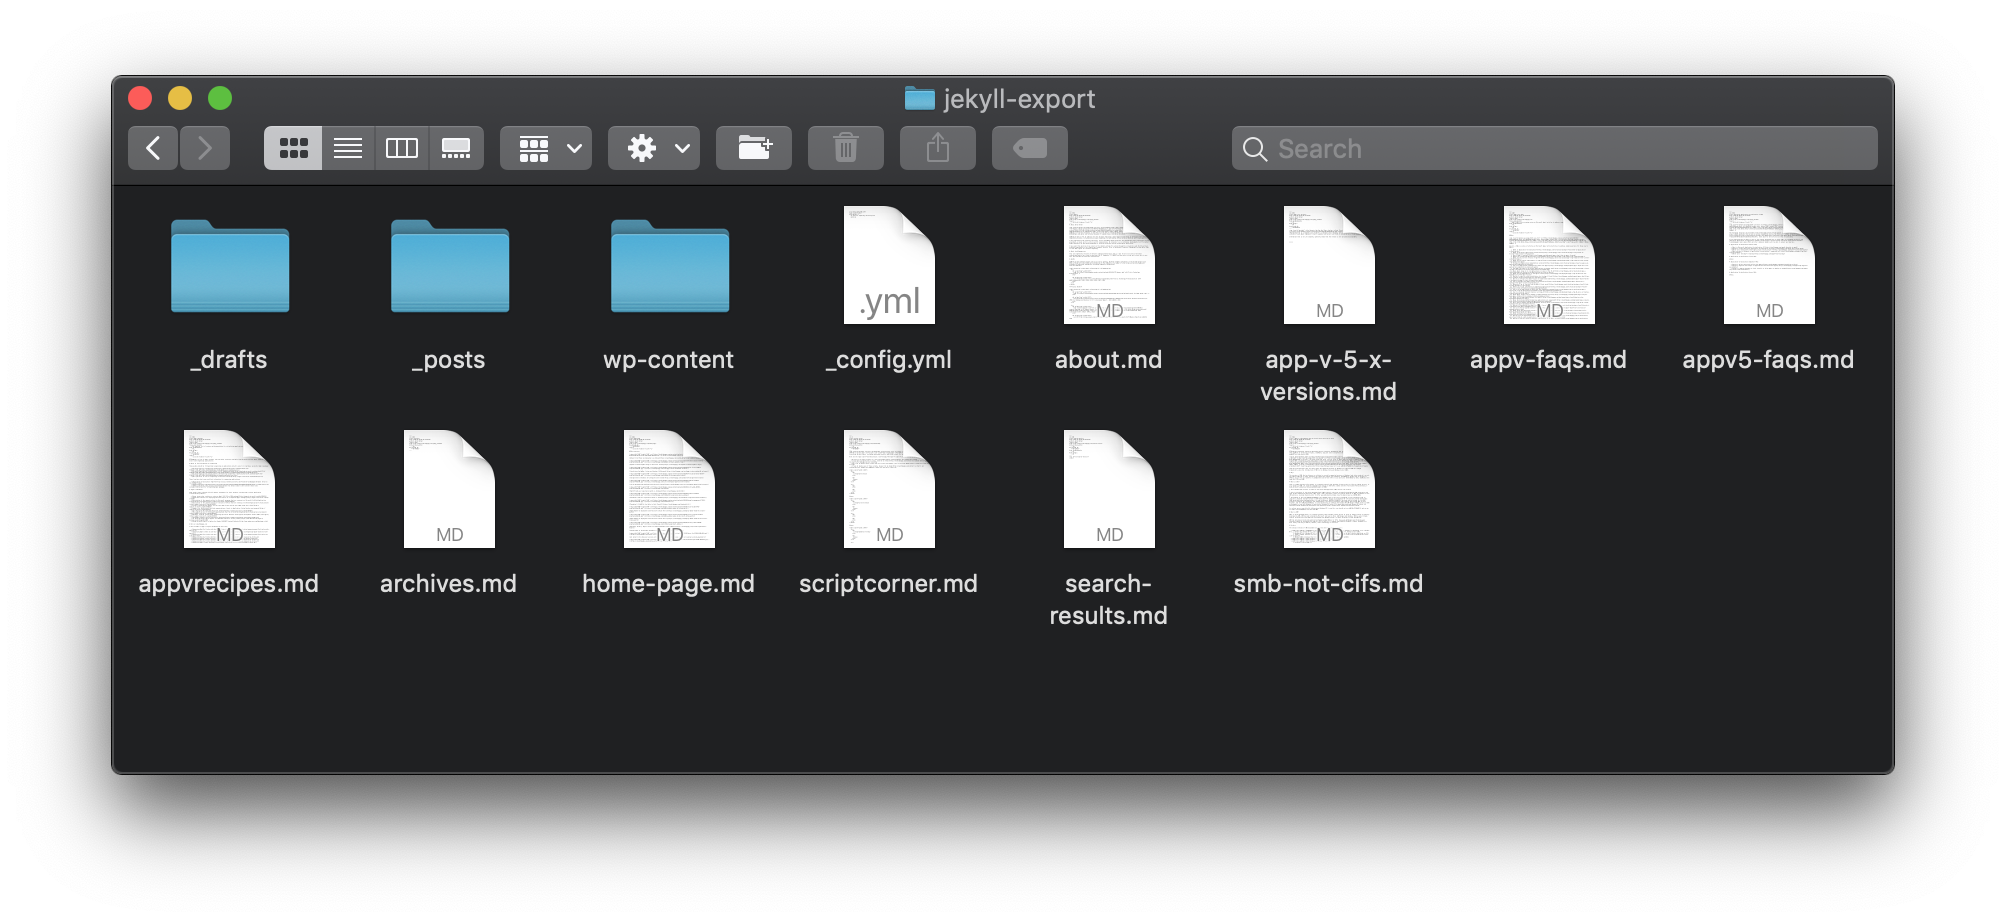 jekyll-export
Search
.yml
MD
MD
MD
MD
_drafts
_posts
wp-content
_config.yml
about.md
app-v-5-x-
versions.md
appv-faqs.md
appv5-faqs.md
MD
MD
MD
MD
MD
MD
appvrecipes.md
archives.md
home-page.md
scriptcorner.md
search-
results.md
smb-not-cifs.md